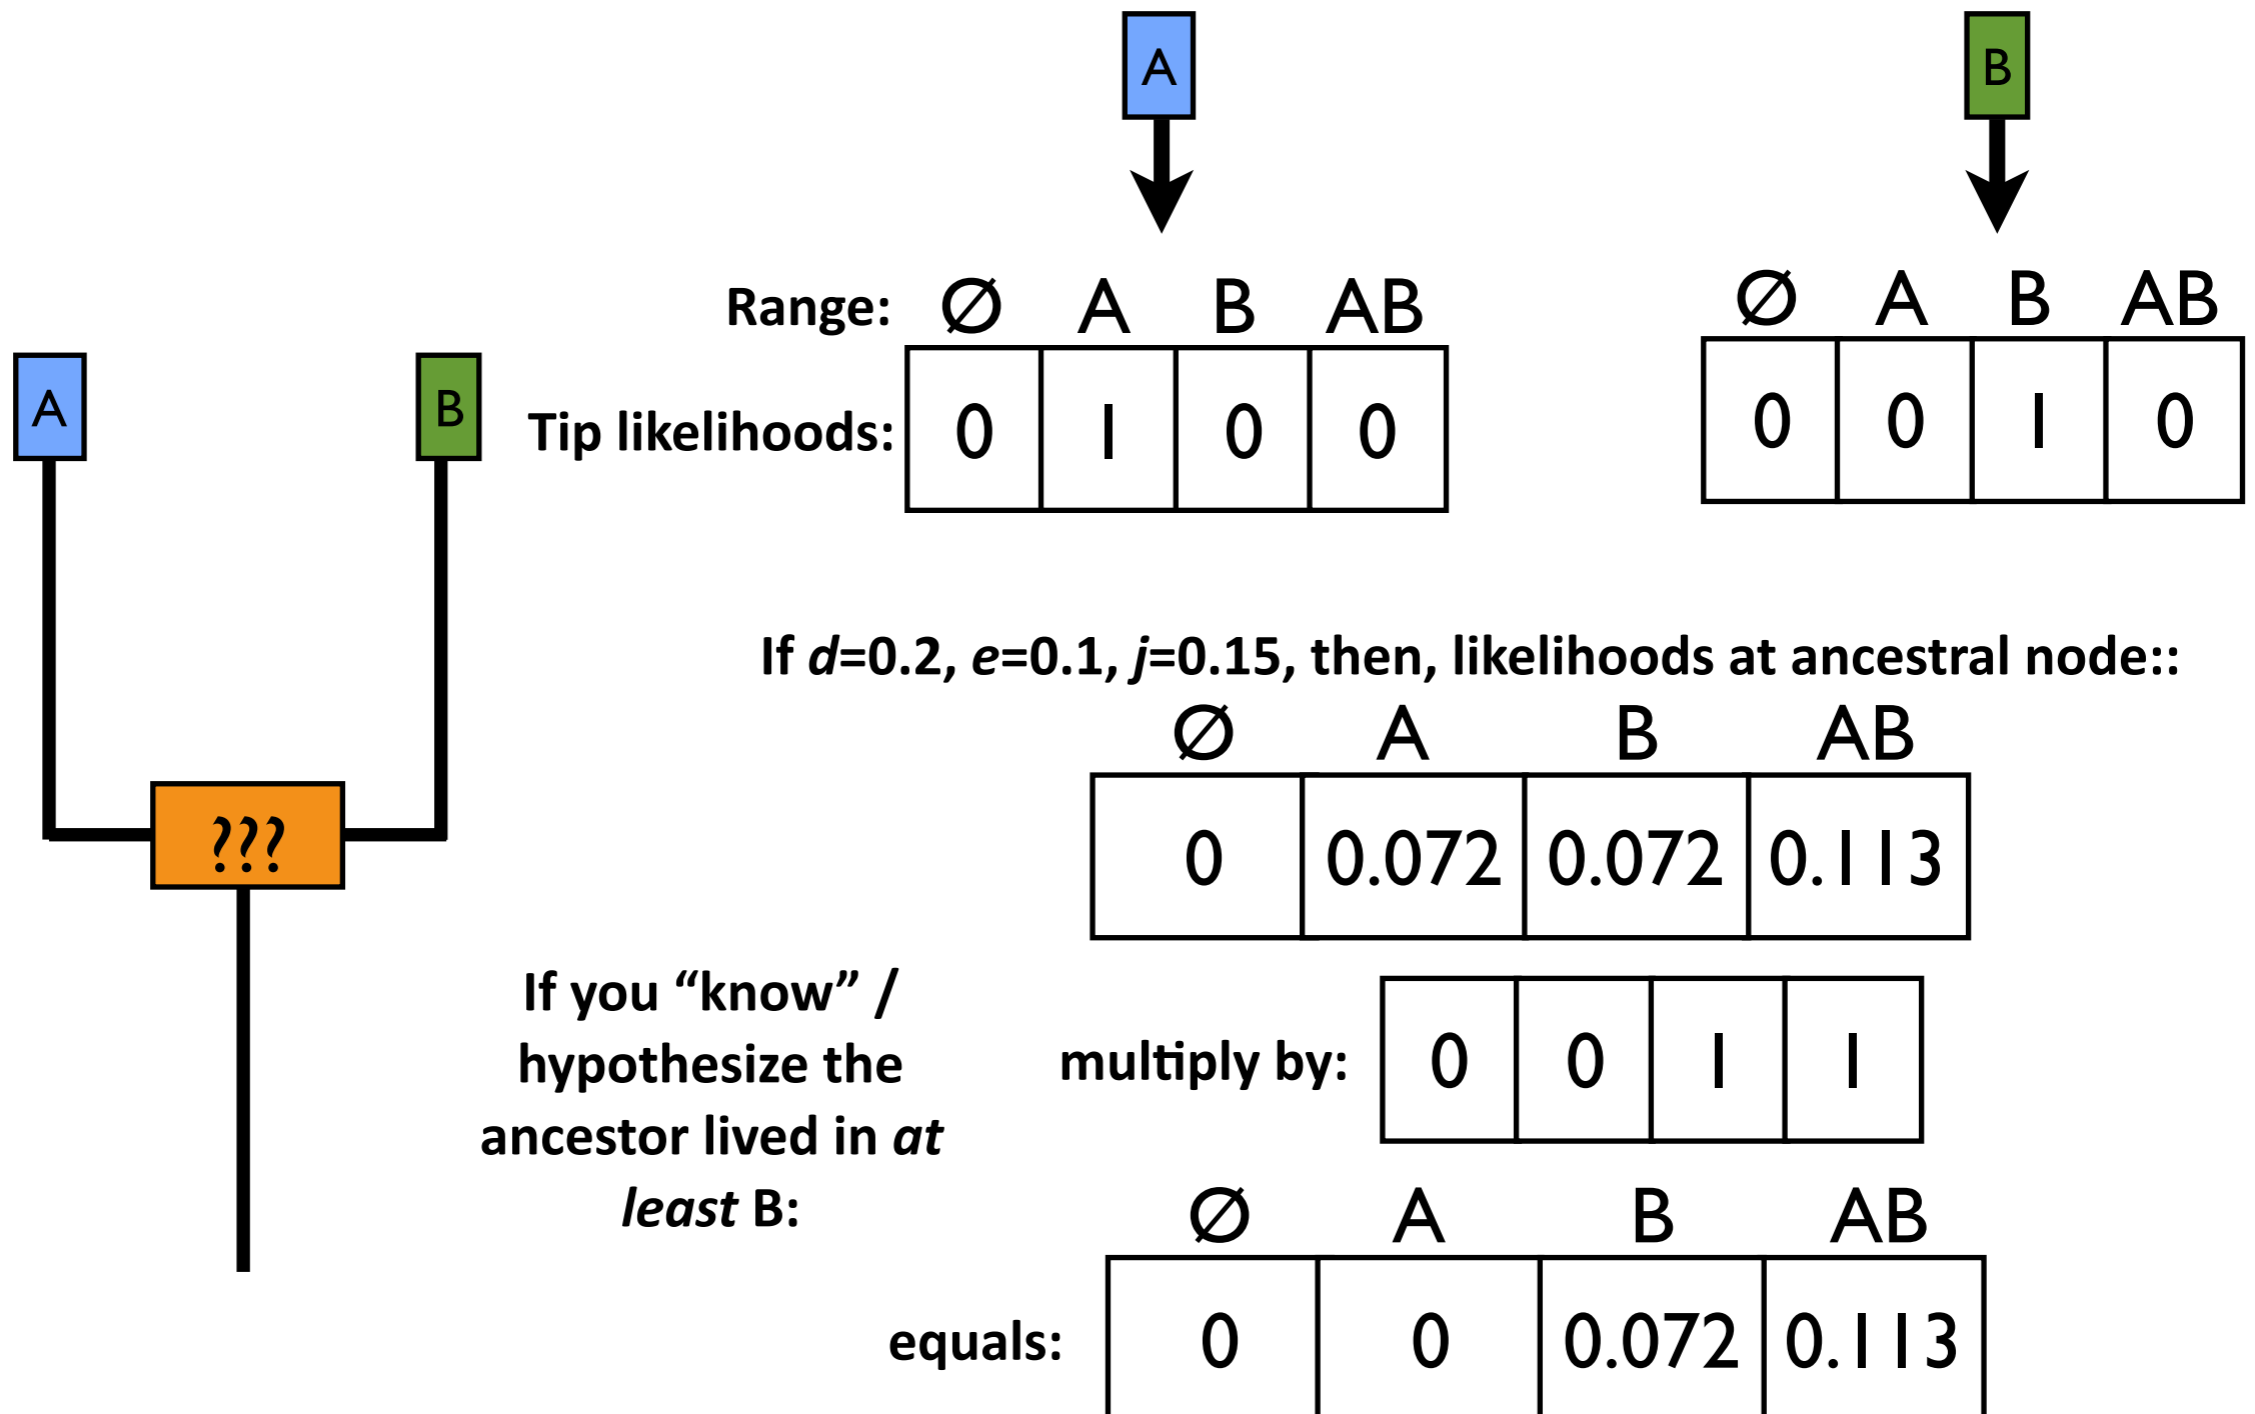 A
B
Range: Ø A B AB
Ø A B AB
A
B
Tip likelihoods: 0 1 0 0
0 0 1 0
If d=0.2, e=0.1, j=0.15, then, likelihoods at ancestral node::
Ø A B AB
???
0 0.072 0.072 0.113
If you “know” /
hypothesize the
ancestor lived in at
least B:
multiply by: 0 0 1 1
Ø A B AB
equals: 0 0 0.072 0.113